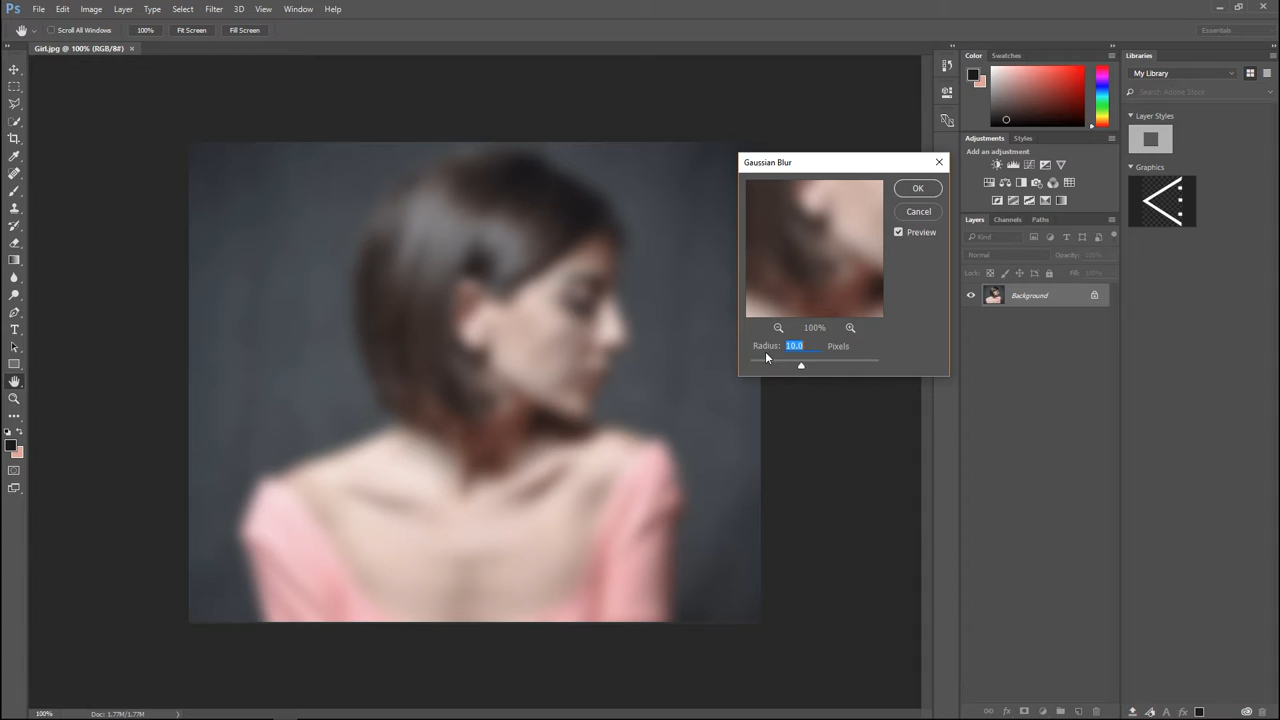 Ps File Edit Image Layer Type Select Filter 3D View Window Help
Scroll All Windows 100% Fit Screen Fill Screen Essentials
Girl.jpg @ 100% (RGB/8#) ×
Color Swatches
Libraries
My Library
Search Adobe Stock
Layer Styles
Graphics
Adjustments Styles
Add an adjustment
Layers Channels Paths
Kind
Normal Opacity: 100%
Lock: Fill: 100%
Background
Gaussian Blur
OK
Cancel
Preview
100%
Radius: 10.0 Pixels
100% Doc: 1.77M/1.77M